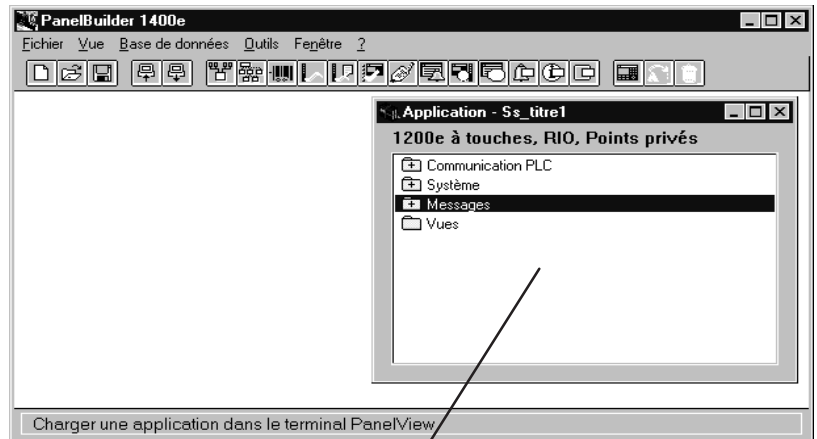 PanelBuilder 1400e
Fichier Vue Base de données Outils Fenêtre ?
Application - Ss_titre1
1200e à touches, RIO, Points privés
Communication PLC
Système
Messages
Vues
Charger une application dans le terminal PanelView